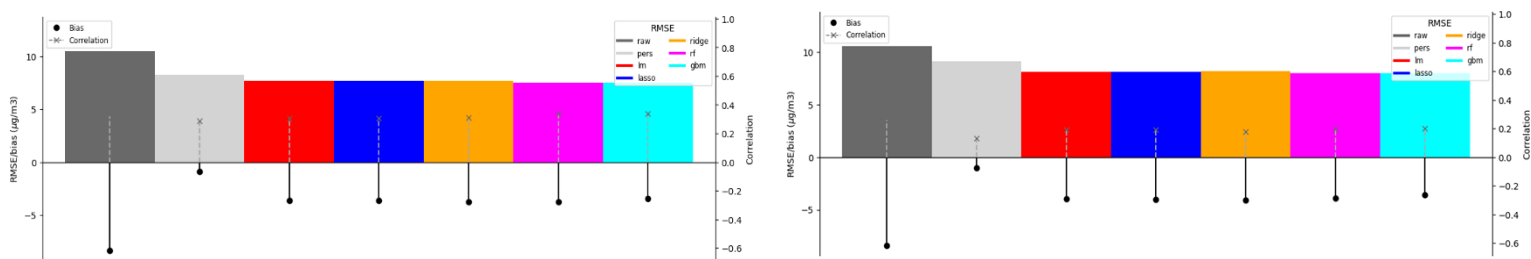 Bias
Correlation
RMSE
raw
pers
lm
lasso
ridge
rf
gbm
RMSE/bias (μg/m3)
10
5
0
−5
1.0
0.8
0.6
0.4
0.2
0.0
−0.2
−0.4
−0.6
Correlation
Bias
Correlation
RMSE
raw
pers
lm
lasso
ridge
rf
gbm
RMSE/bias (μg/m3)
10
5
0
−5
1.0
0.8
0.6
0.4
0.2
0.0
−0.2
−0.4
−0.6
Correlation